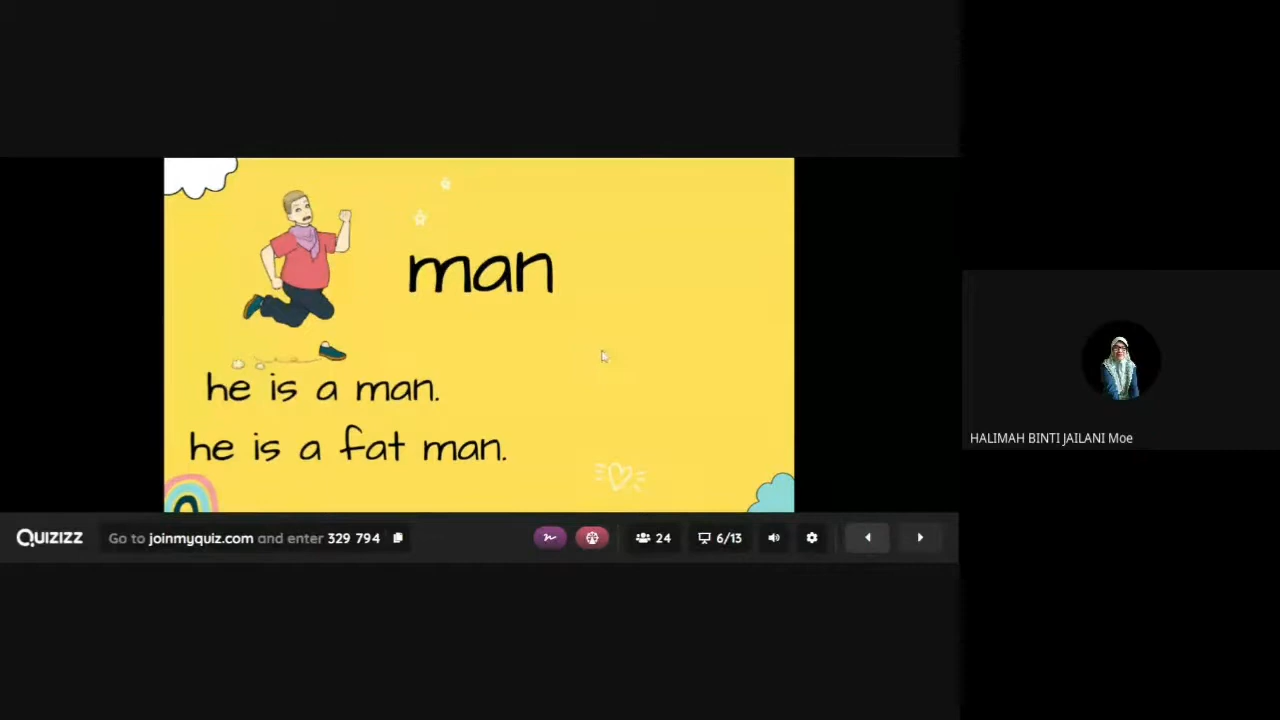 man
he is a man.
he is a fat man.
HALIMAH BINTI JAILANI Moe
QUIZIZZ Go to joinmyquiz.com and enter 329 794 24 6/13